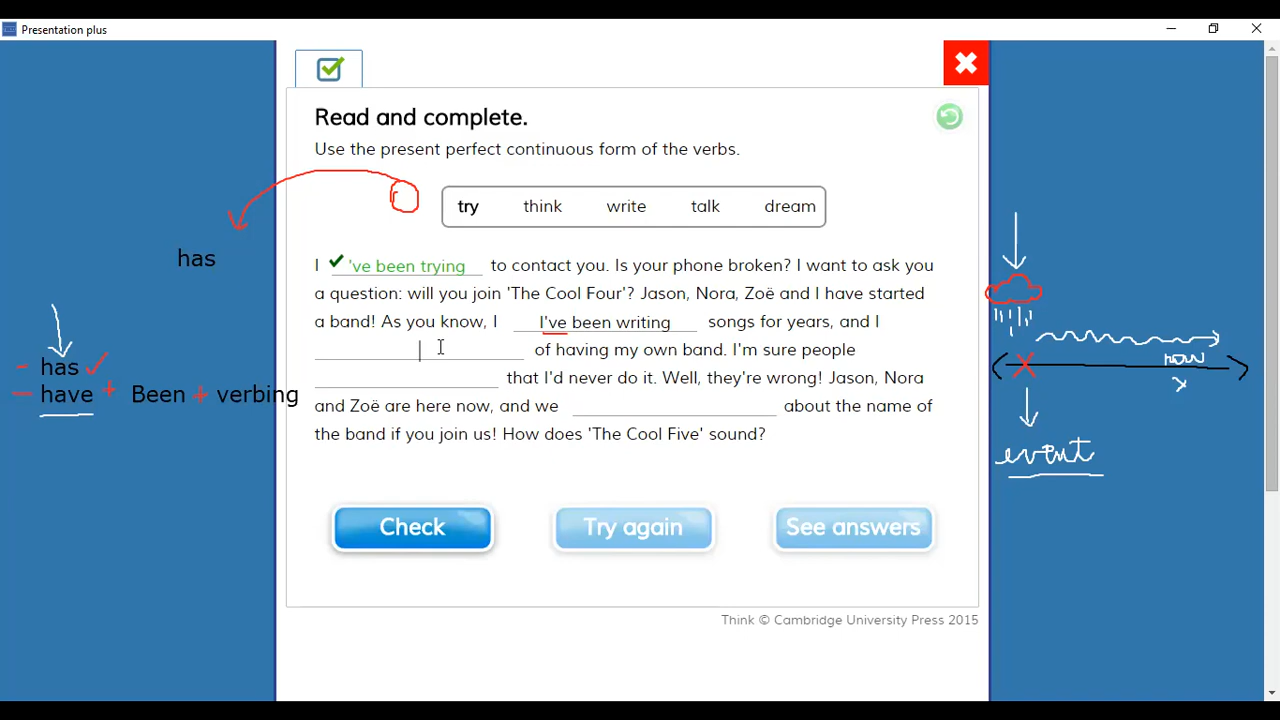 Presentation plus
Read and complete.
Use the present perfect continuous form of the verbs.
try think write talk dream
has
I 've been trying to contact you. Is your phone broken? I want to ask you
a question: will you join 'The Cool Four'? Jason, Nora, Zoë and I have started
a band! As you know, I I've been writing songs for years, and I
of having my own band. I'm sure people
that I'd never do it. Well, they're wrong! Jason, Nora
and Zoë are here now, and we about the name of
the band if you join us! How does 'The Cool Five' sound?
- has
- have + Been + verbing
now
x
event
Check Try again See answers
Think © Cambridge University Press 2015